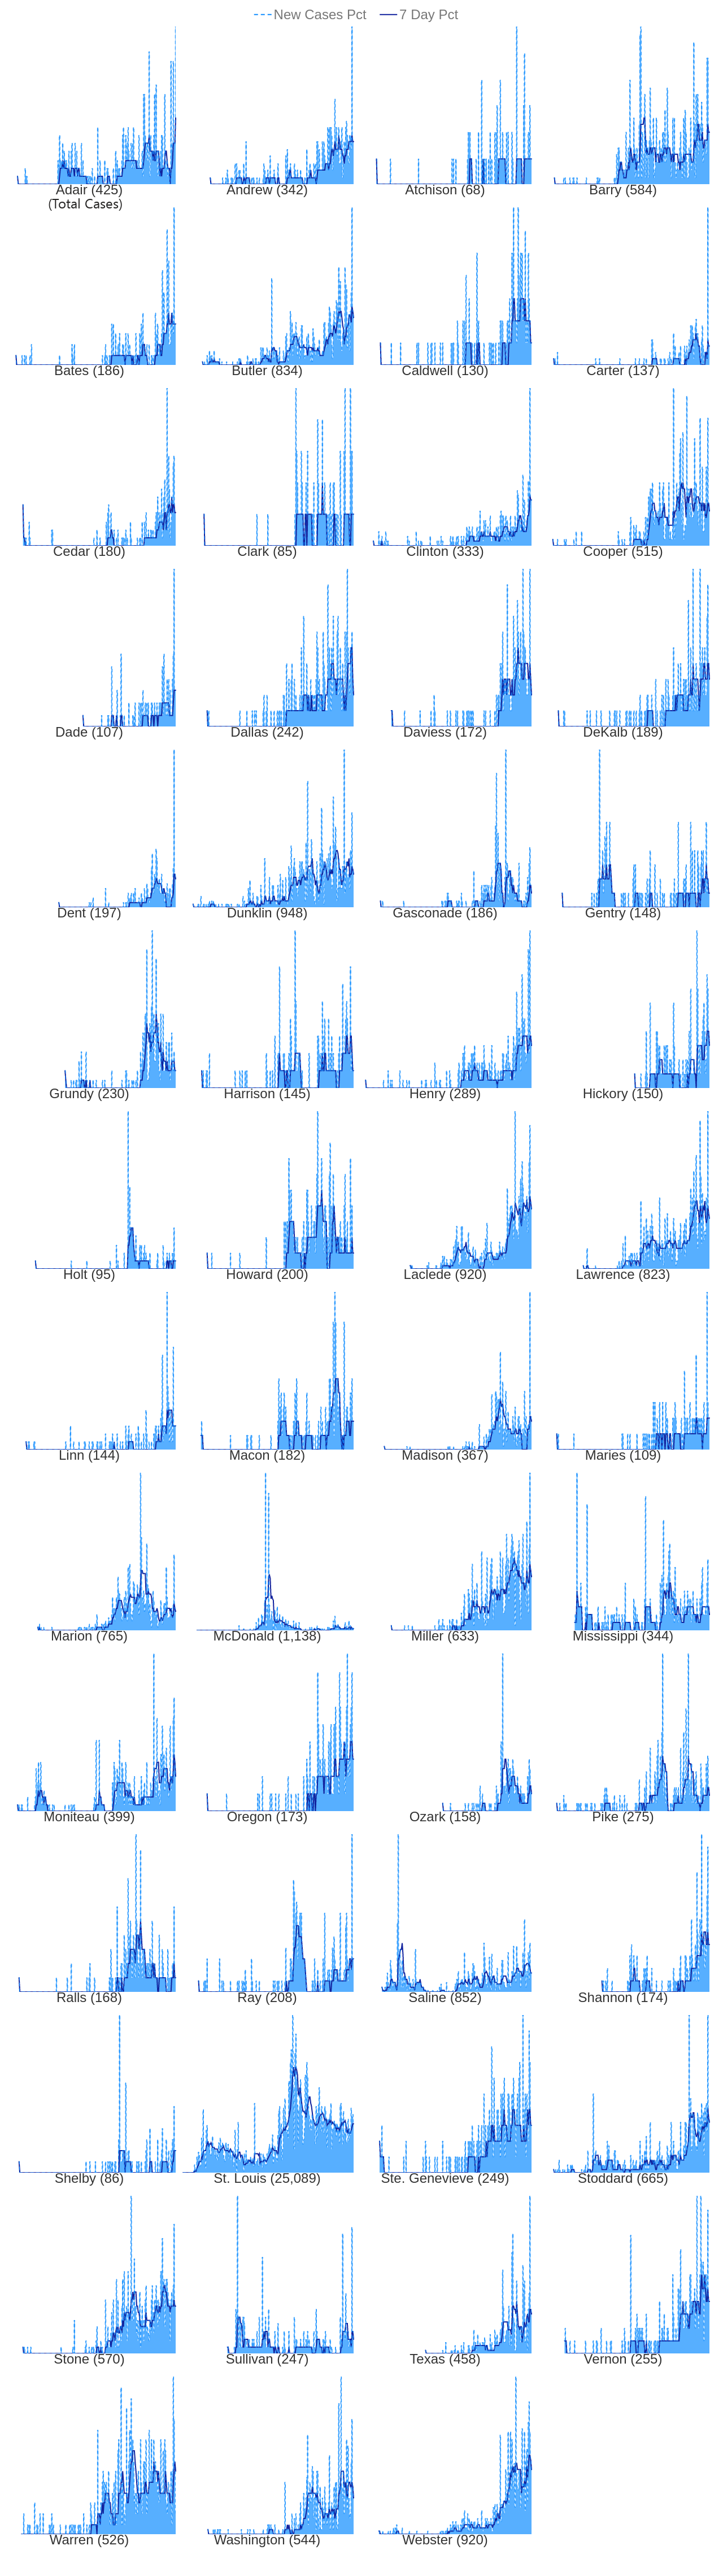 New Cases Pct 7 Day Pct
Adair (425) Andrew (342) Atchison (68) Barry (584)
(Total Cases)
Bates (186) Butler (834) Caldwell (130) Carter (137)
Cedar (180) Clark (85) Clinton (333) Cooper (515)
Dade (107) Dallas (242) Daviess (172) DeKalb (189)
Dent (197) Dunklin (948) Gasconade (186) Gentry (148)
Grundy (230) Harrison (145) Henry (289) Hickory (150)
Holt (95) Howard (200) Laclede (920) Lawrence (823)
Linn (144) Macon (182) Madison (367) Maries (109)
Marion (765) McDonald (1,138) Miller (633) Mississippi (344)
Moniteau (399) Oregon (173) Ozark (158) Pike (275)
Ralls (168) Ray (208) Saline (852) Shannon (174)
Shelby (86) St. Louis (25,089) Ste. Genevieve (249) Stoddard (665)
Stone (570) Sullivan (247) Texas (458) Vernon (255)
Warren (526) Washington (544) Webster (920)